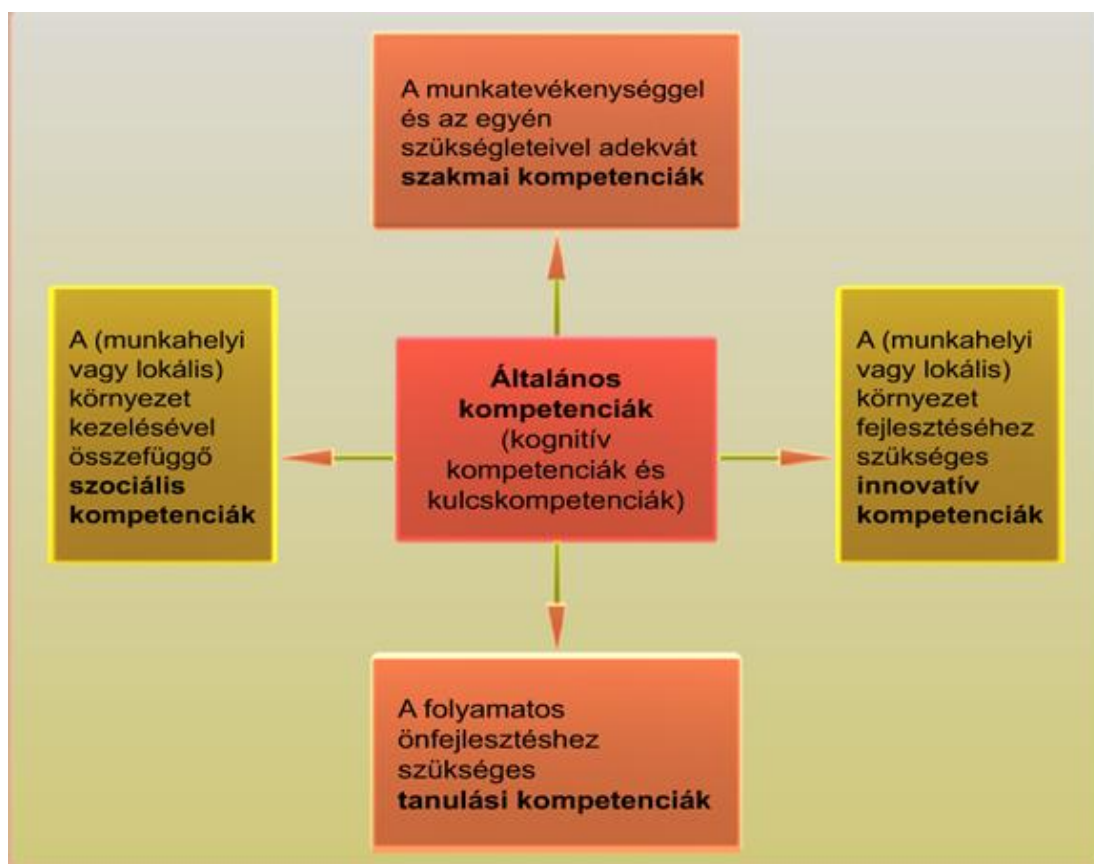 A munkatevékenységgel
és az egyén
szükségleteivel adekvát
szakmai kompetenciák
A (munkahelyi
vagy lokális)
környezet
kezelésével
összefüggő
szociális
kompetenciák
Általános
kompetenciák
(kognitív
kompetenciák és
kulcskompetenciák)
A (munkahelyi
vagy lokális)
környezet
fejlesztéséhez
szükséges
innovatív
kompetenciák
A folyamatos
önfejlesztéshez
szükséges
tanulási kompetenciák